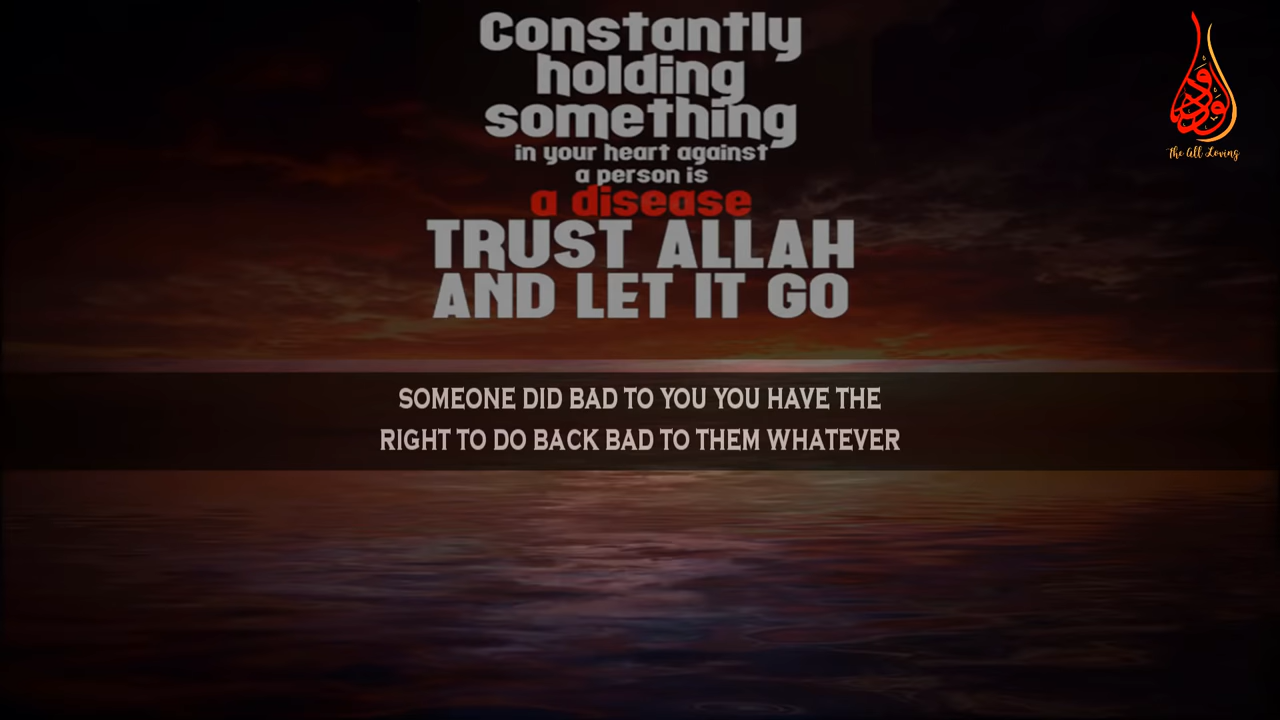 Constantly
holding
something
in your heart against
a person is
a disease
TRUST ALLAH
AND LET IT GO
SOMEONE DID BAD TO YOU YOU HAVE THE
RIGHT TO DO BACK BAD TO THEM WHATEVER
The All Loving